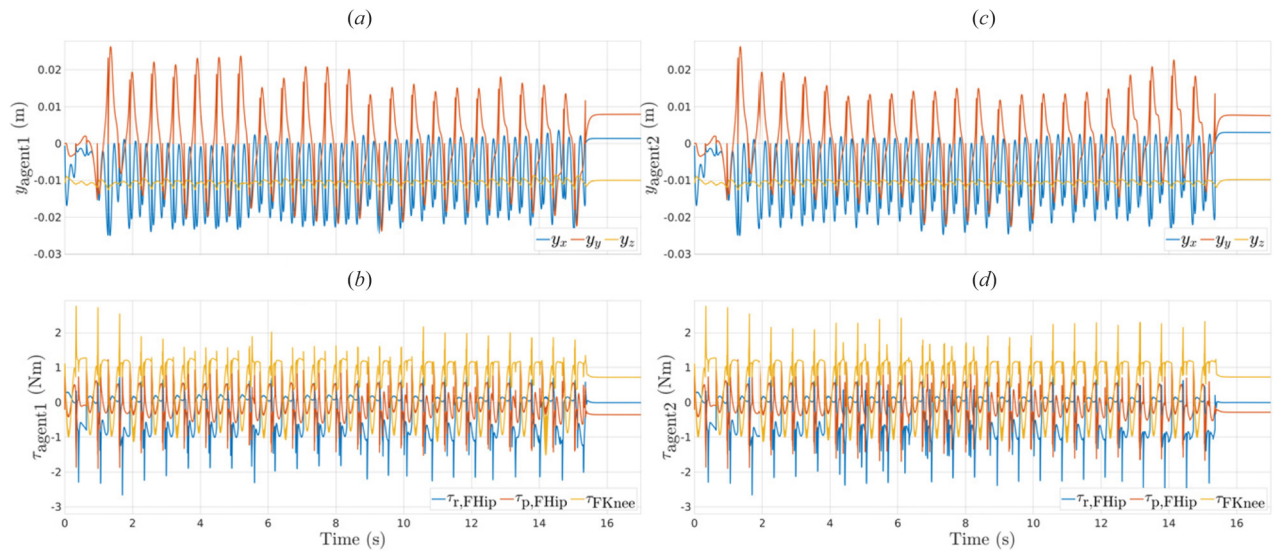 (a)
(c)
0.02
0.01
0
-0.01
-0.02
-0.03
y_agent1 (m)
y_x y_y y_z
0.02
0.01
0
-0.01
-0.02
-0.03
y_agent2 (m)
y_x y_y y_z
(b)
(d)
2
1
0
-1
-2
-3
τ_agent1 (Nm)
τ_r,FHip τ_p,FHip τ_FKnee
0 2 4 6 8 10 12 14 16
Time (s)
2
1
0
-1
-2
-3
τ_agent2 (Nm)
τ_r,FHip τ_p,FHip τ_FKnee
0 2 4 6 8 10 12 14 16
Time (s)